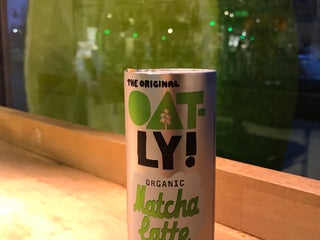 THE ORIGINAL
OAT-
LY!
ORGANIC
Matcha
latte